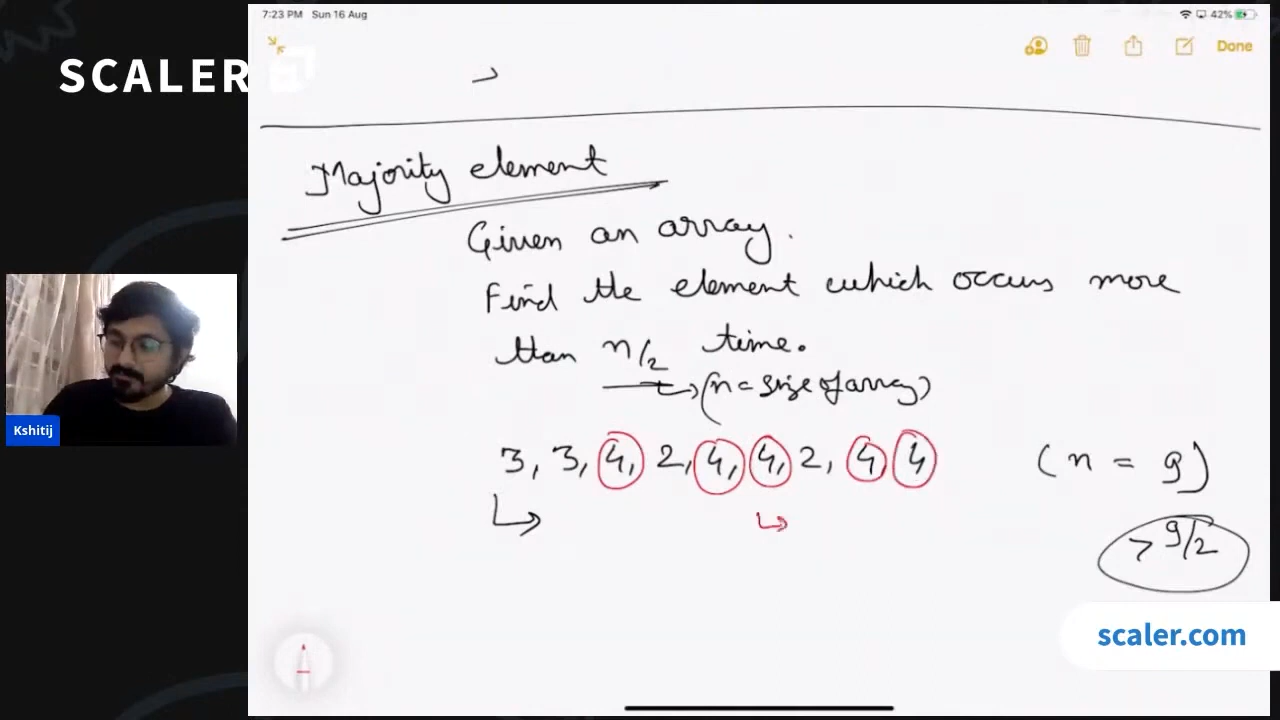 7:23 PM Sun 16 Aug
42%
SCALER
Done
Majority element
Given an array.
Find the element which occurs more
than n/2 time.
(n = size of array)
3, 3, 4, 2, 4, 4, 2, 4 4
(n = 9)
> 9/2
Kshitij
scaler.com